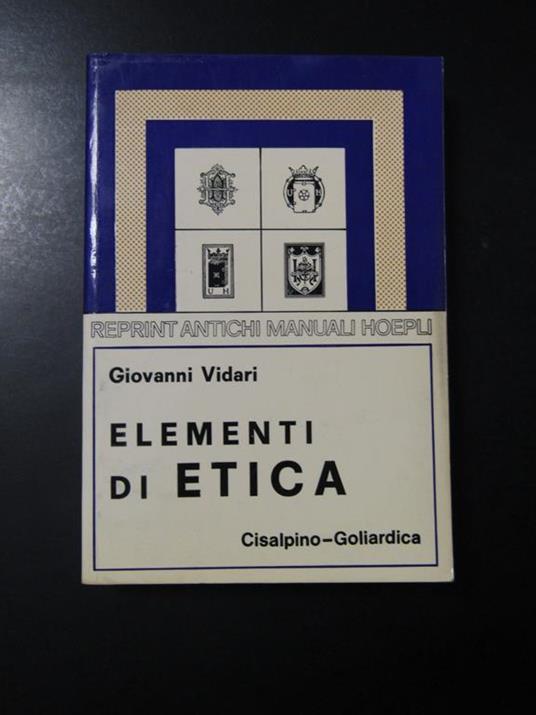 U H
REPRINT ANTICHI MANUALI HOEPLI
Giovanni Vidari
ELEMENTI
DI ETICA
Cisalpino-Goliardica